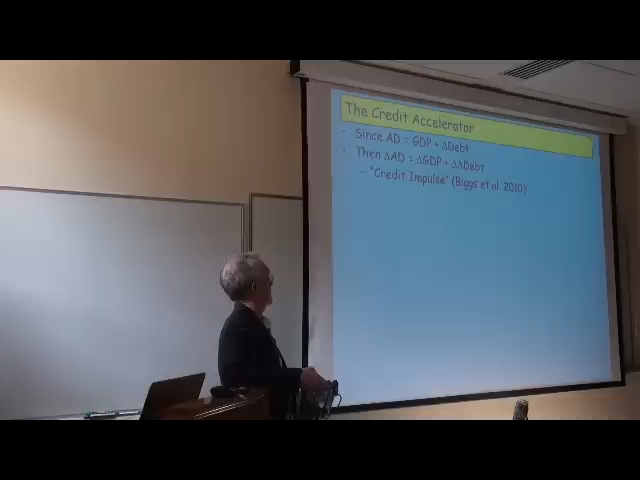 The Credit Accelerator
• Since AD = GDP + ΔDebt
• Then ΔAD = ΔGDP + ΔΔDebt
– "Credit Impulse" (Biggs et al 2010)